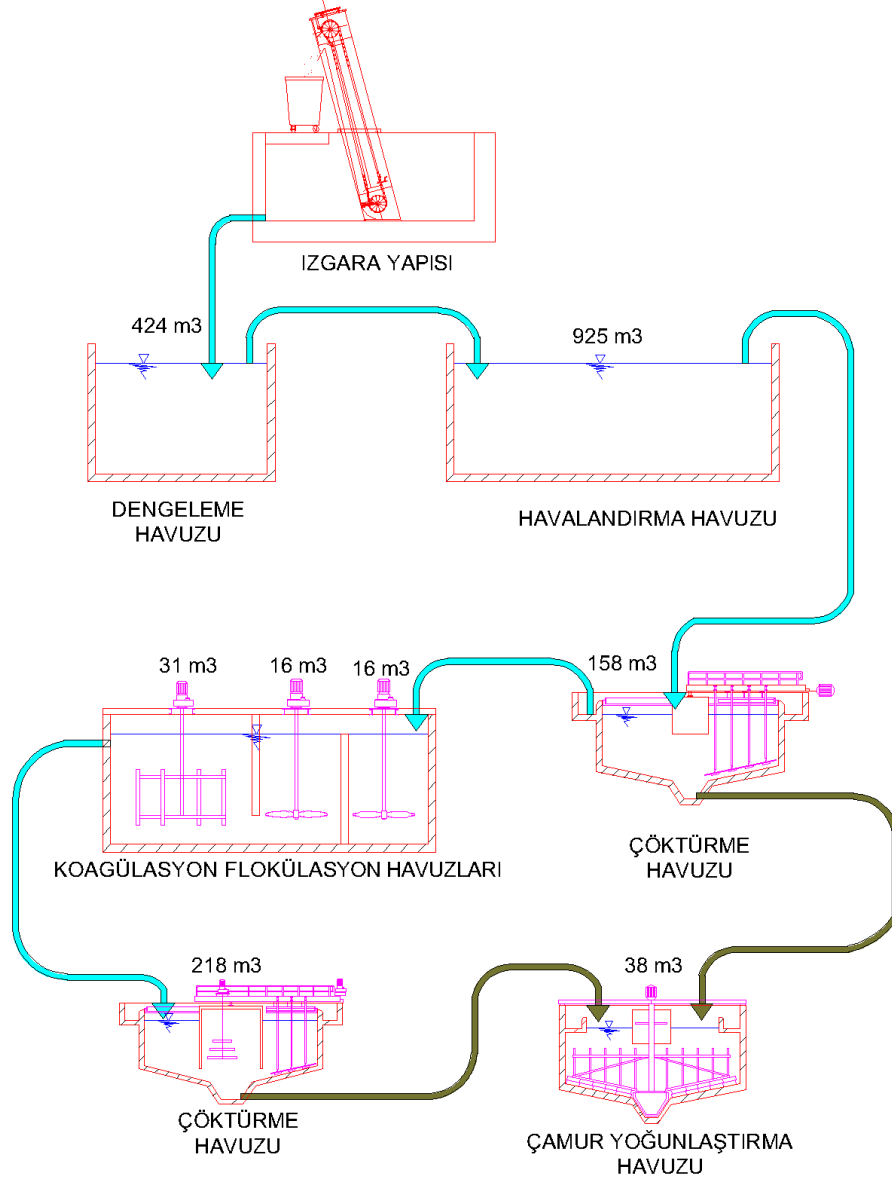 IZGARA YAPISI
424 m3
925 m3
DENGELEME
HAVUZU
HAVALANDIRMA HAVUZU
31 m3
16 m3
16 m3
158 m3
KOAGÜLASYON FLOKÜLASYON HAVUZLARI
ÇÖKTÜRME
HAVUZU
218 m3
38 m3
ÇÖKTÜRME
HAVUZU
ÇAMUR YOĞUNLAŞTIRMA
HAVUZU